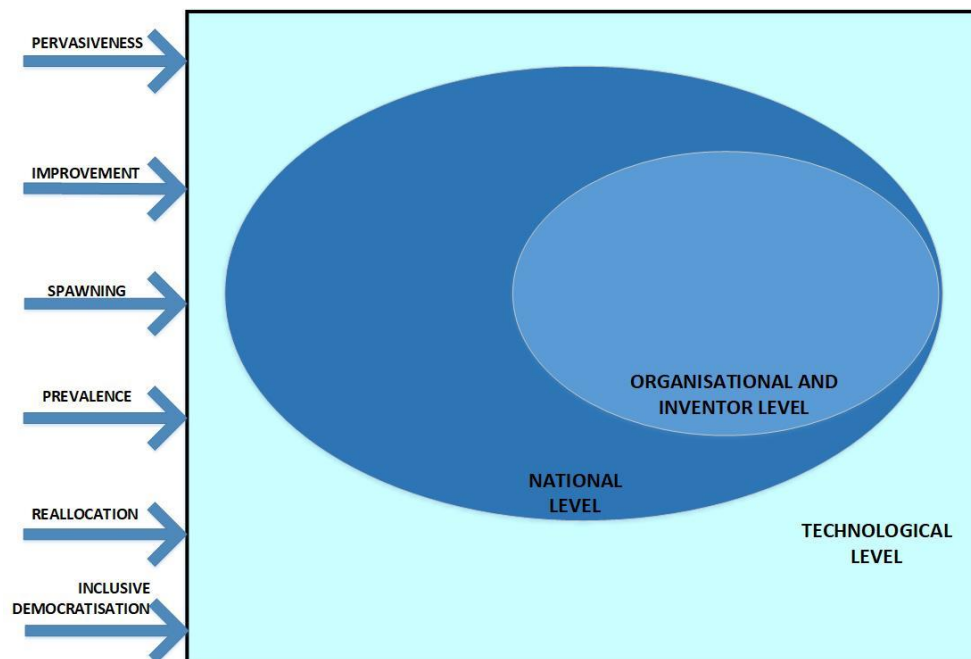 PERVASIVENESS
IMPROVEMENT
SPAWNING
PREVALENCE
REALLOCATION
INCLUSIVE
DEMOCRATISATION
ORGANISATIONAL AND
INVENTOR LEVEL
NATIONAL
LEVEL
TECHNOLOGICAL
LEVEL